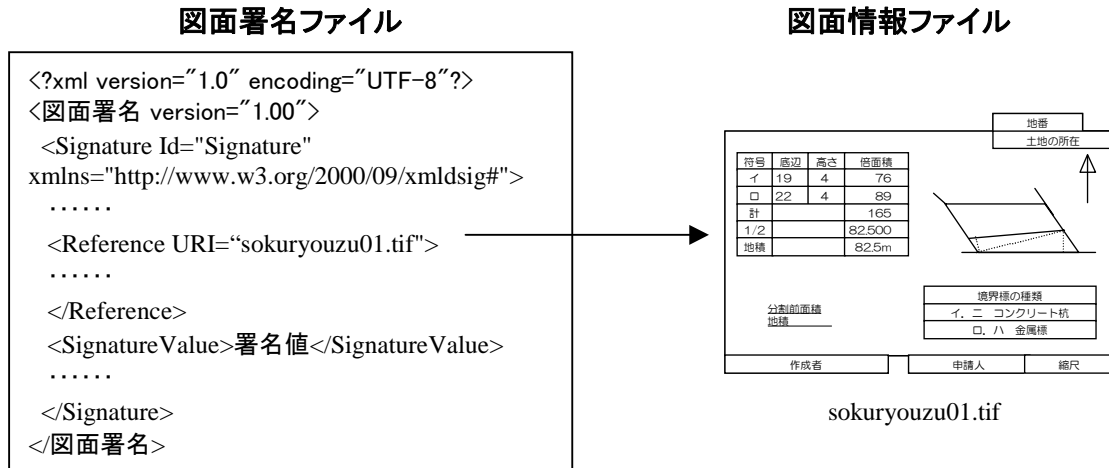 図面署名ファイル
<?xml version="1.0" encoding="UTF-8"?>
<図面署名 version="1.00">
<Signature Id="Signature"
xmlns="http://www.w3.org/2000/09/xmldsig#">
・・・・・・
<Reference URI=“sokuryouzu01.tif">
・・・・・・
</Reference>
<SignatureValue>署名値</SignatureValue>
・・・・・・
</Signature>
</図面署名>
図面情報ファイル
地番
土地の所在
符号 底辺 高さ 倍面積
イ 19 4 76
ロ 22 4 89
計 165
1/2 82.500
地積 82.5m
分割前面積
地積
境界標の種類
イ．ニ コンクリート杭
ロ．ハ 金属標
作成者 申請人 縮尺
sokuryouzu01.tif